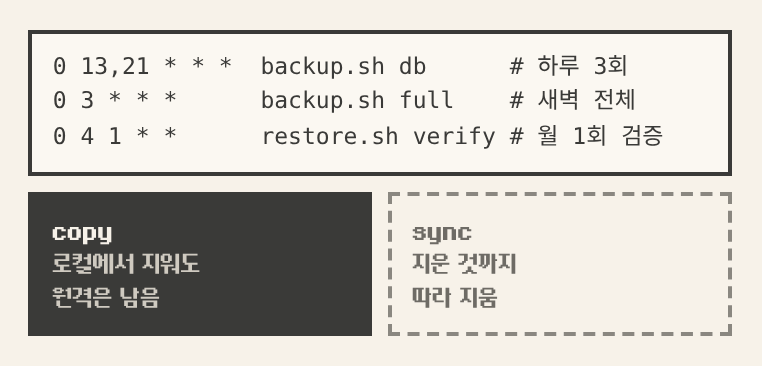 0 13,21 * * *  backup.sh db      # 하루 3회
0 3 * * *      backup.sh full    # 새벽 전체
0 4 1 * *      restore.sh verify # 월 1회 검증
copy
로컬에서 지워도
원격은 남음
sync
지운 것까지
따라 지움